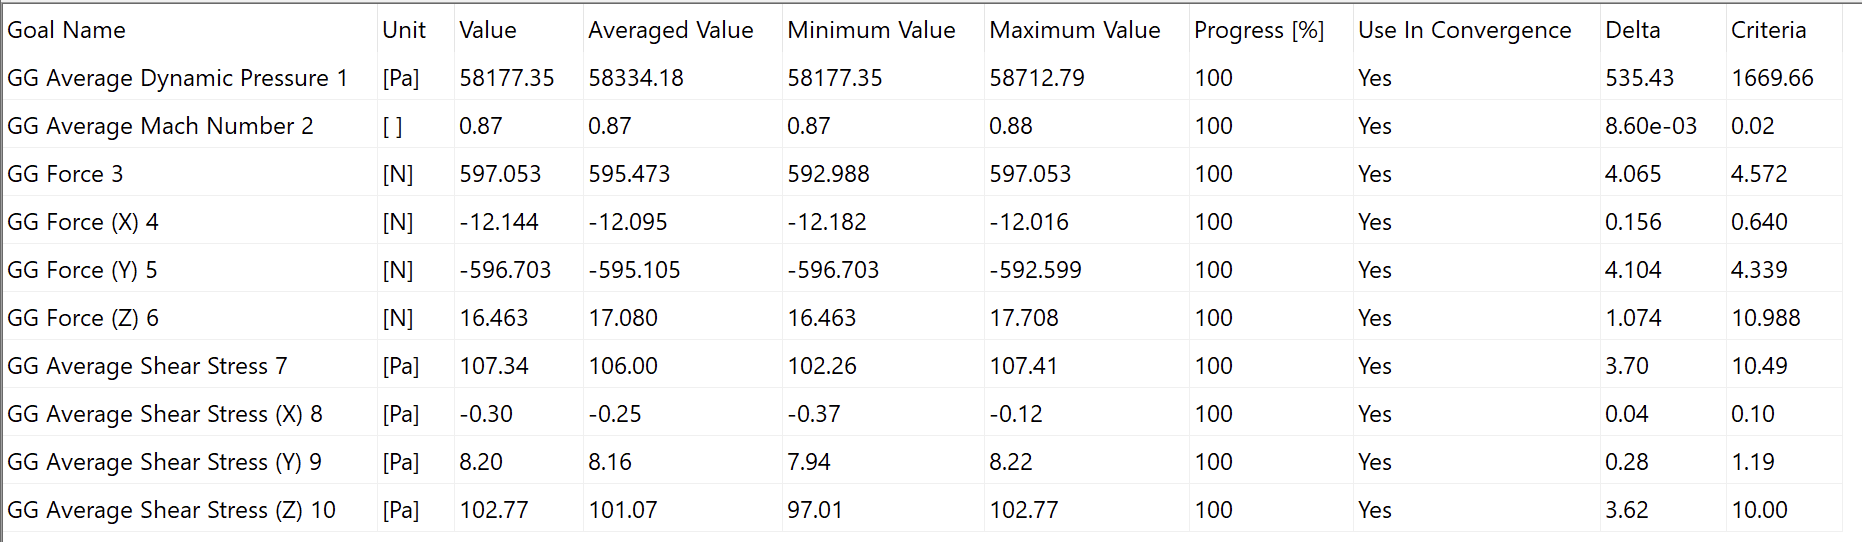 Goal Name Unit Value Averaged Value Minimum Value Maximum Value Progress [%] Use In Convergence Delta Criteria
GG Average Dynamic Pressure 1 [Pa] 58177.35 58334.18 58177.35 58712.79 100 Yes 535.43 1669.66
GG Average Mach Number 2 [ ] 0.87 0.87 0.87 0.88 100 Yes 8.60e-03 0.02
GG Force 3 [N] 597.053 595.473 592.988 597.053 100 Yes 4.065 4.572
GG Force (X) 4 [N] -12.144 -12.095 -12.182 -12.016 100 Yes 0.156 0.640
GG Force (Y) 5 [N] -596.703 -595.105 -596.703 -592.599 100 Yes 4.104 4.339
GG Force (Z) 6 [N] 16.463 17.080 16.463 17.708 100 Yes 1.074 10.988
GG Average Shear Stress 7 [Pa] 107.34 106.00 102.26 107.41 100 Yes 3.70 10.49
GG Average Shear Stress (X) 8 [Pa] -0.30 -0.25 -0.37 -0.12 100 Yes 0.04 0.10
GG Average Shear Stress (Y) 9 [Pa] 8.20 8.16 7.94 8.22 100 Yes 0.28 1.19
GG Average Shear Stress (Z) 10 [Pa] 102.77 101.07 97.01 102.77 100 Yes 3.62 10.00